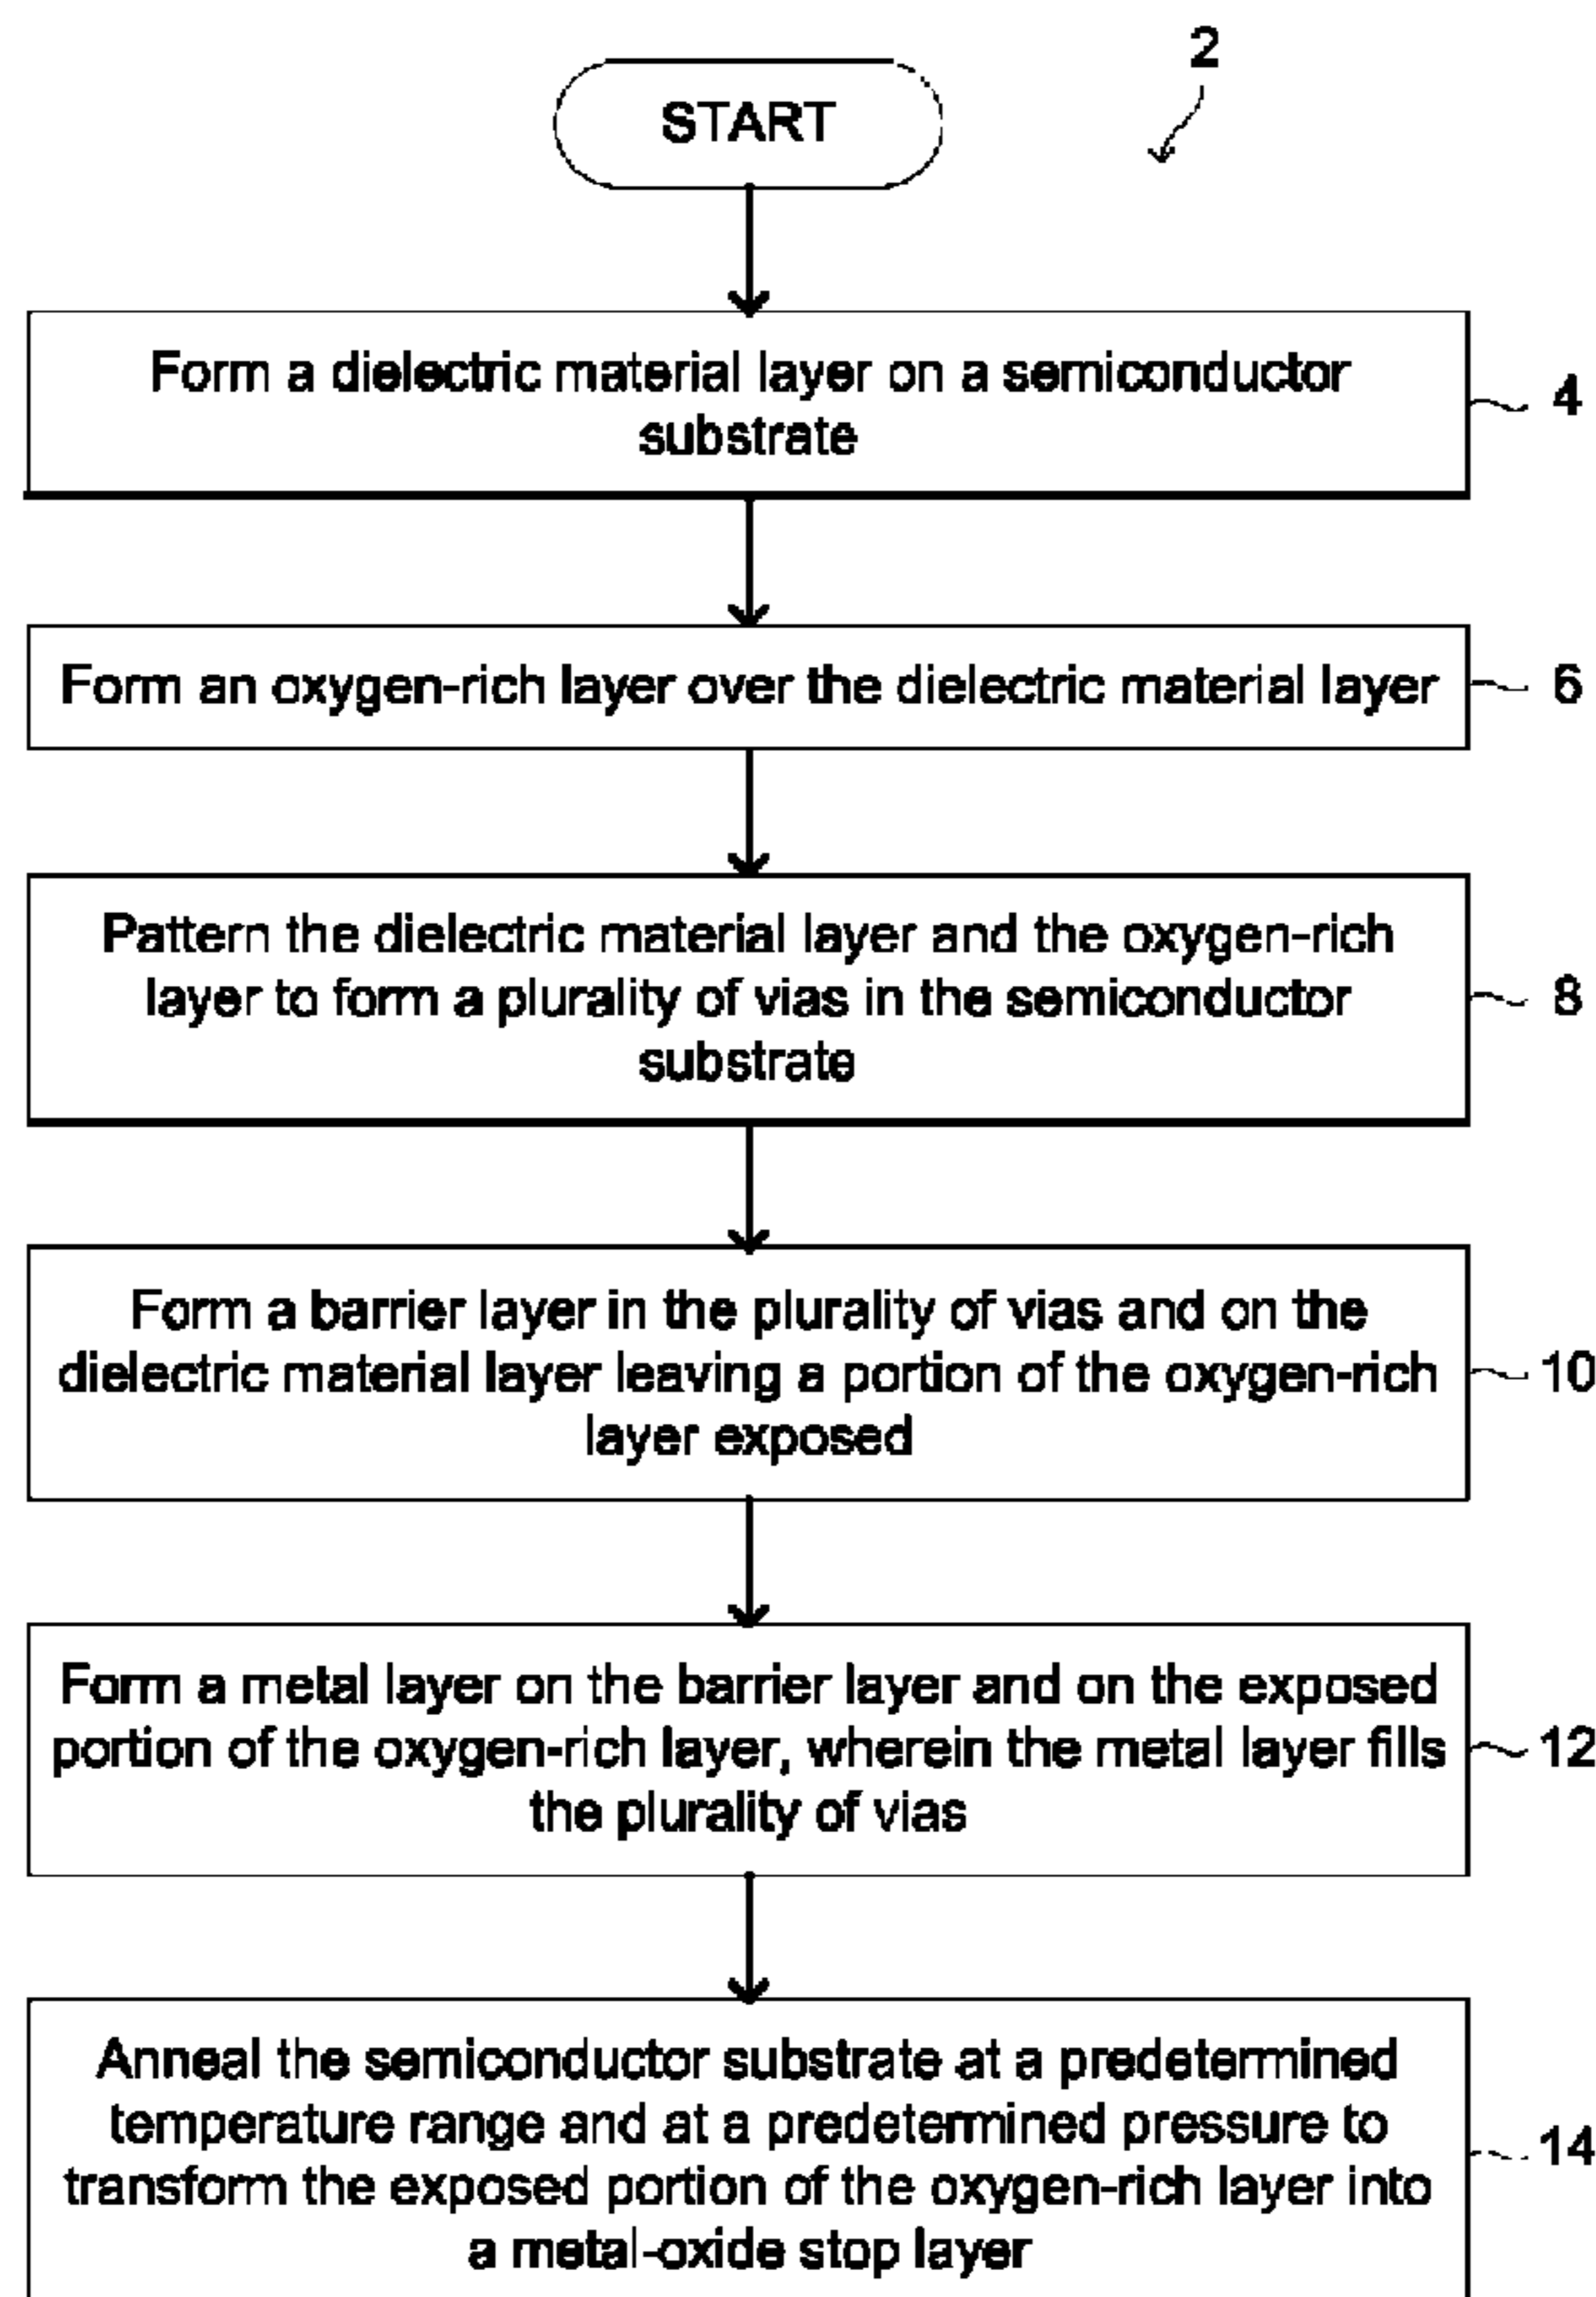 2
START
Form a dielectric material layer on a semiconductor
substrate
4
Form an oxygen-rich layer over the dielectric material layer
6
Pattern the dielectric material layer and the oxygen-rich
layer to form a plurality of vias in the semiconductor
substrate
8
Form a barrier layer in the plurality of vias and on the
dielectric material layer leaving a portion of the oxygen-rich
layer exposed
10
Form a metal layer on the barrier layer and on the exposed
portion of the oxygen-rich layer, wherein the metal layer fills
the plurality of vias
12
Anneal the semiconductor substrate at a predetermined
temperature range and at a predetermined pressure to
transform the exposed portion of the oxygen-rich layer into
a metal-oxide stop layer
14